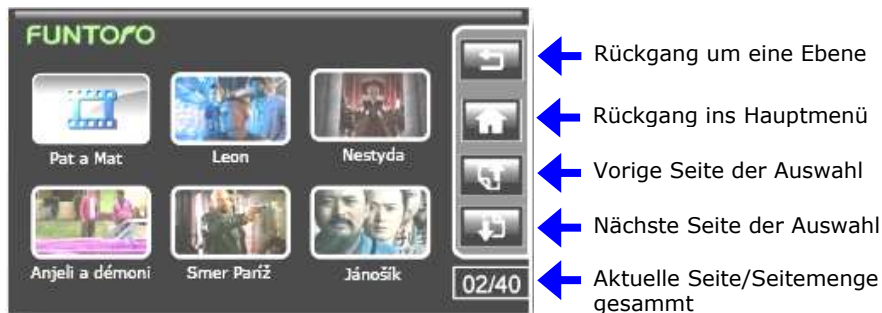 FUNTORO
Pat a Mat
Leon
Nestyda
Anjeli a démoni
Smer Paríž
Jánošík
02/40
Rückgang um eine Ebene
Rückgang ins Hauptmenü
Vorige Seite der Auswahl
Nächste Seite der Auswahl
Aktuelle Seite/Seitemenge
gesammt